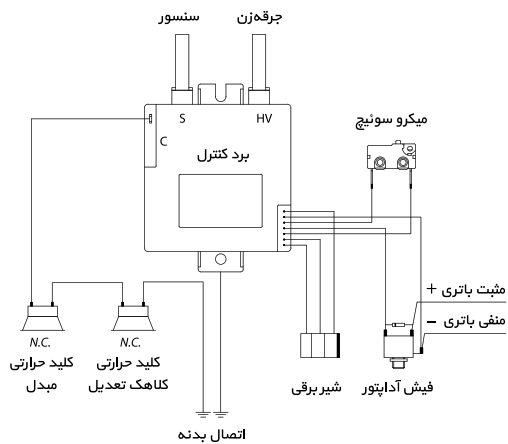 سنسور
جرقه‌زن
S
HV
C
برد کنترل
میکرو سوئیچ
مثبت باتری +
منفی باتری −
N.C.
N.C.
کلید حرارتی
مبدل
کلید حرارتی
کلاهک تعدیل
شیر برقی
فیش آداپتور
اتصال بدنه